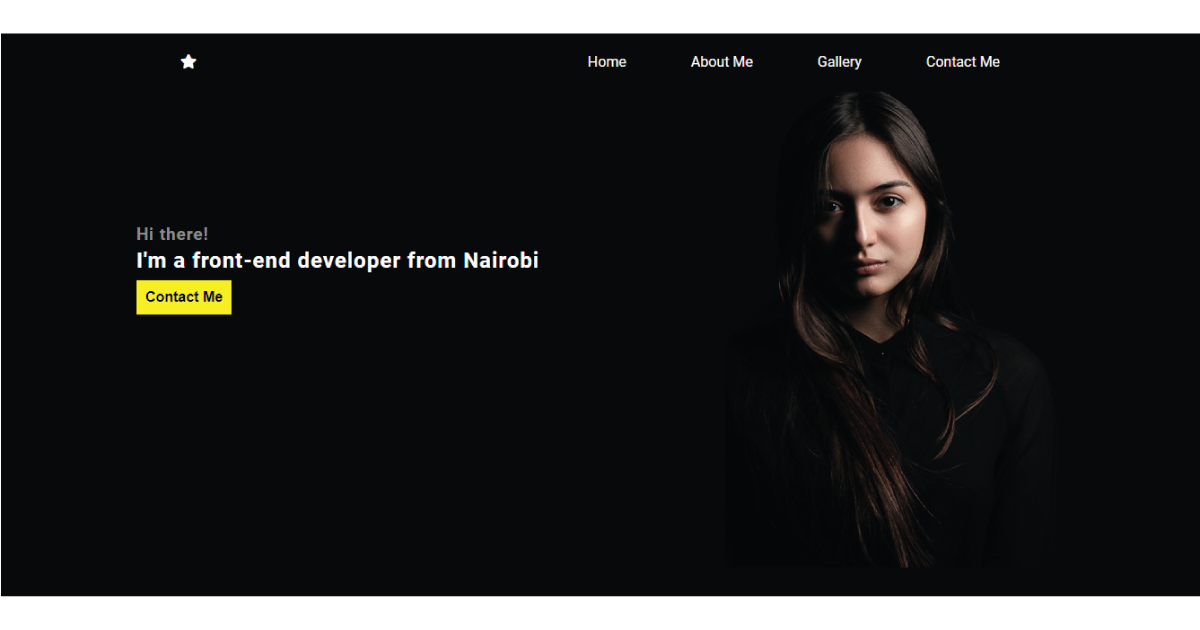 Home About Me Gallery Contact Me
Hi there!
I'm a front-end developer from Nairobi
Contact Me